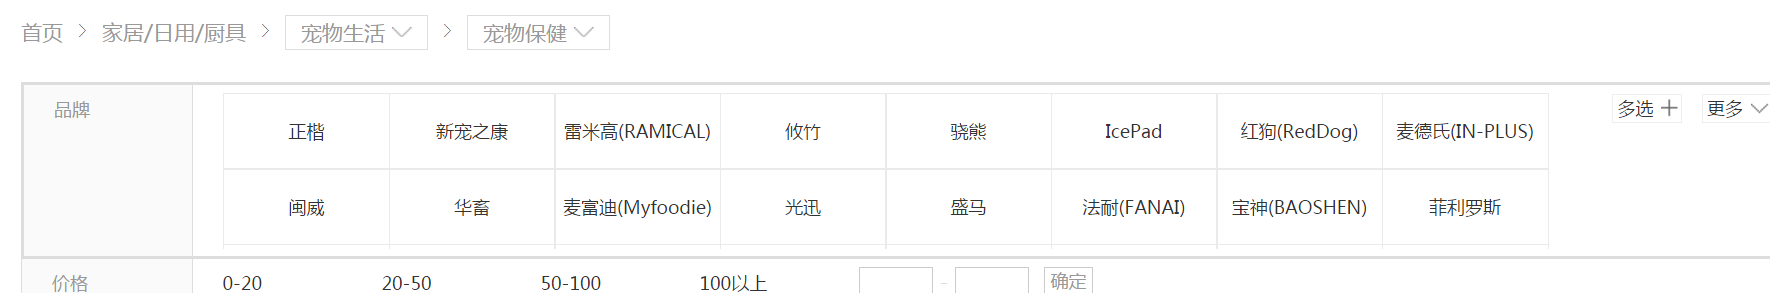 首页 > 家居/日用/厨具 > 宠物生活 > 宠物保健
品牌 正楷 新宠之康 雷米高(RAMICAL) 攸竹 骁熊 IcePad 红狗(RedDog) 麦德氏(IN-PLUS) 多选 更多
闽威 华畜 麦富迪(Myfoodie) 光迅 盛马 法耐(FANAI) 宝神(BAOSHEN) 菲利罗斯
价格 0-20 20-50 50-100 100以上 - 确定